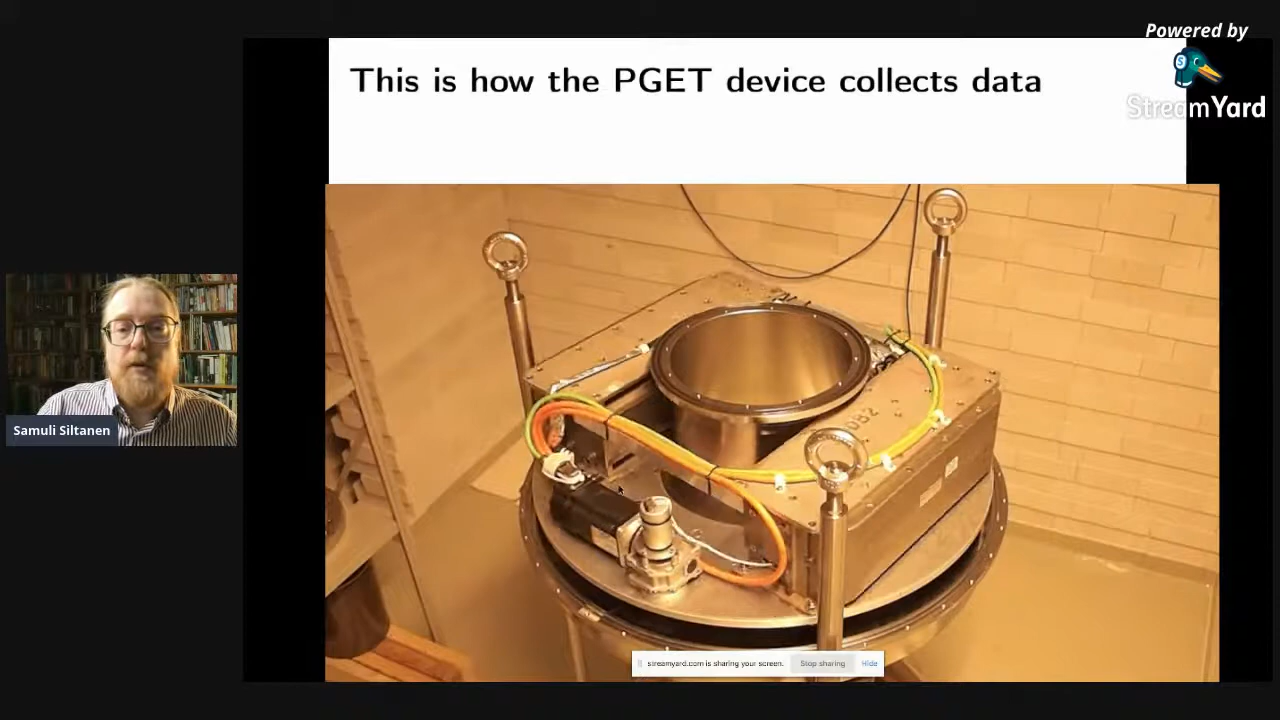 Powered by
StreamYard
This is how the PGET device collects data
Samuli Siltanen
DB2
streamyard.com is sharing your screen.
Stop sharing
Hide